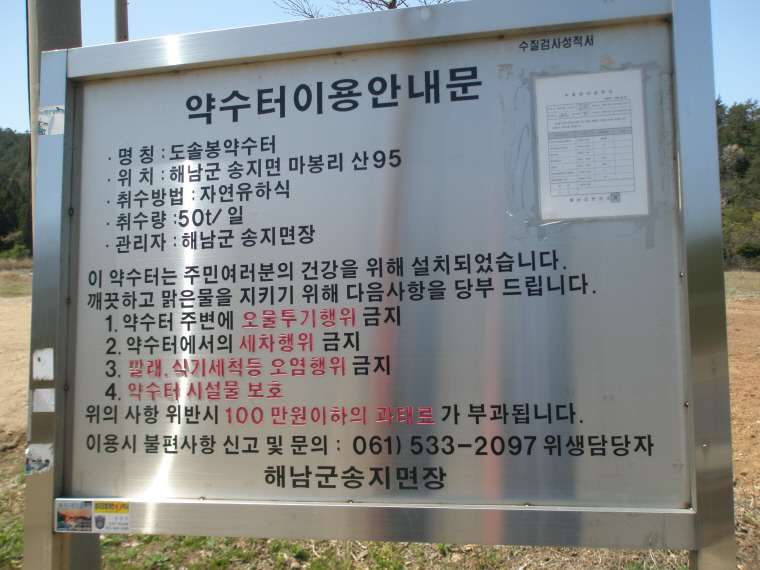 수질검사성적서
약수터이용안내문
· 명 칭 : 도솔봉약수터
· 위 치 : 해남군 송지면 마봉리 산95
· 취수방법 : 자연유하식
· 취수량 : 50t/일
· 관리자 : 해남군 송지면장
이 약수터는 주민여러분의 건강을 위해 설치되었습니다.
깨끗하고 맑은물을 지키기 위해 다음사항을 당부 드립니다.
1. 약수터 주변에 오물투기행위 금지
2. 약수터에서의 세차행위 금지
3. 빨래. 식기세척등 오염행위 금지
4. 약수터 시설물 보호
위의 사항 위반시 100만원이하의 과태료가 부과됩니다.
이용시 불편사항 신고 및 문의 : 061) 533-2097 위생담당자
해남군송지면장